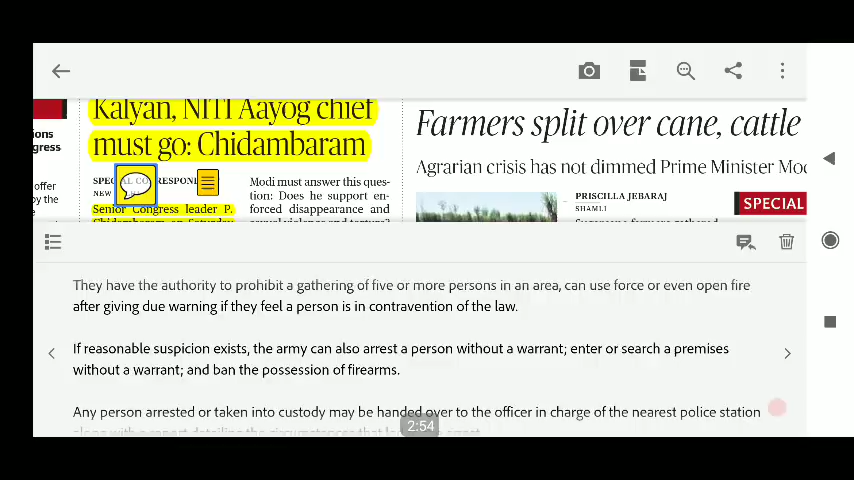 Kalyan, NITI Aayog chief
must go: Chidambaram
ions
gress
offer
by the
Senior Congress leader P.
Modi must answer this ques-
tion: Does he support en-
forced disappearance and
Farmers split over cane, cattle
Agrarian crisis has not dimmed Prime Minister Mo
PRISCILLA JEBARAJ
SHAMLI
SPECIAL
They have the authority to prohibit a gathering of five or more persons in an area, can use force or even open fire
after giving due warning if they feel a person is in contravention of the law.
If reasonable suspicion exists, the army can also arrest a person without a warrant; enter or search a premises
without a warrant; and ban the possession of firearms.
Any person arrested or taken into custody may be handed over to the officer in charge of the nearest police station
2:54